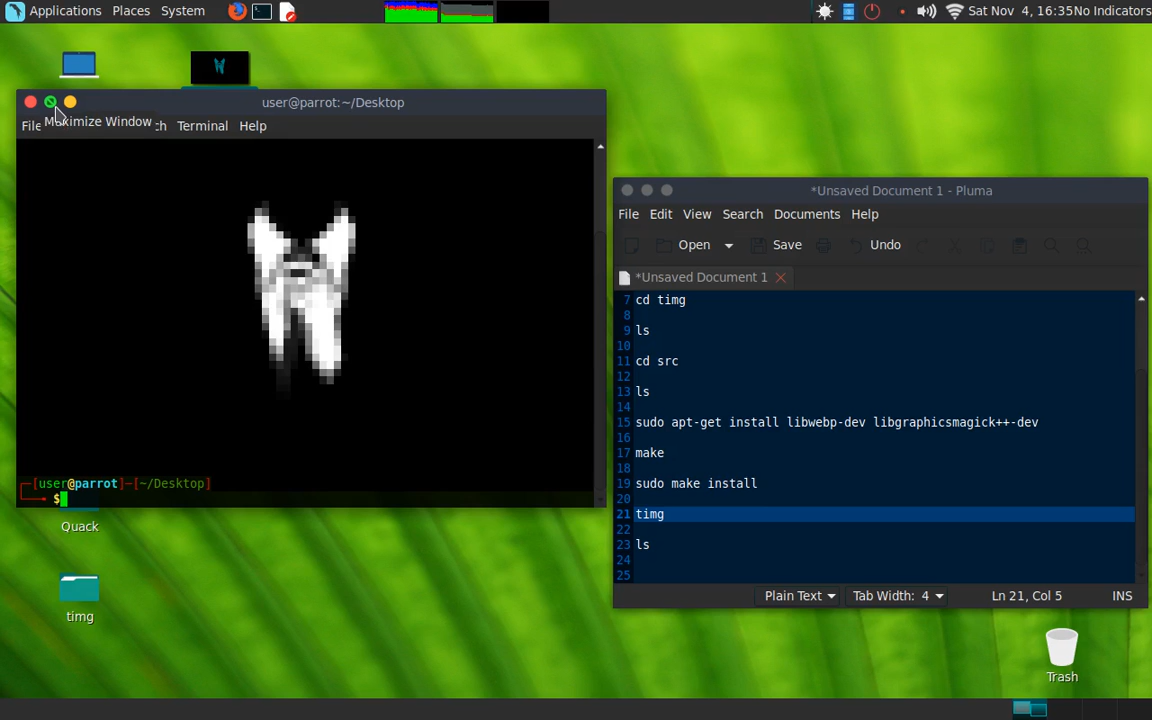 Applications Places System
Sat Nov 4, 16:35 No Indicators
user@parrot:~/Desktop
Maximize Window
Terminal Help
┌─[user@parrot]─[~/Desktop]
└──╼ $
*Unsaved Document 1 - Pluma
File Edit View Search Documents Help
Open Save Undo
*Unsaved Document 1
7 cd timg
8
9 ls
10
11 cd src
12
13 ls
14
15 sudo apt-get install libwebp-dev libgraphicsmagick++-dev
16
17 make
18
19 sudo make install
20
21 timg
22
23 ls
24
25
Plain Text Tab Width: 4 Ln 21, Col 5 INS
Quack
timg
Trash